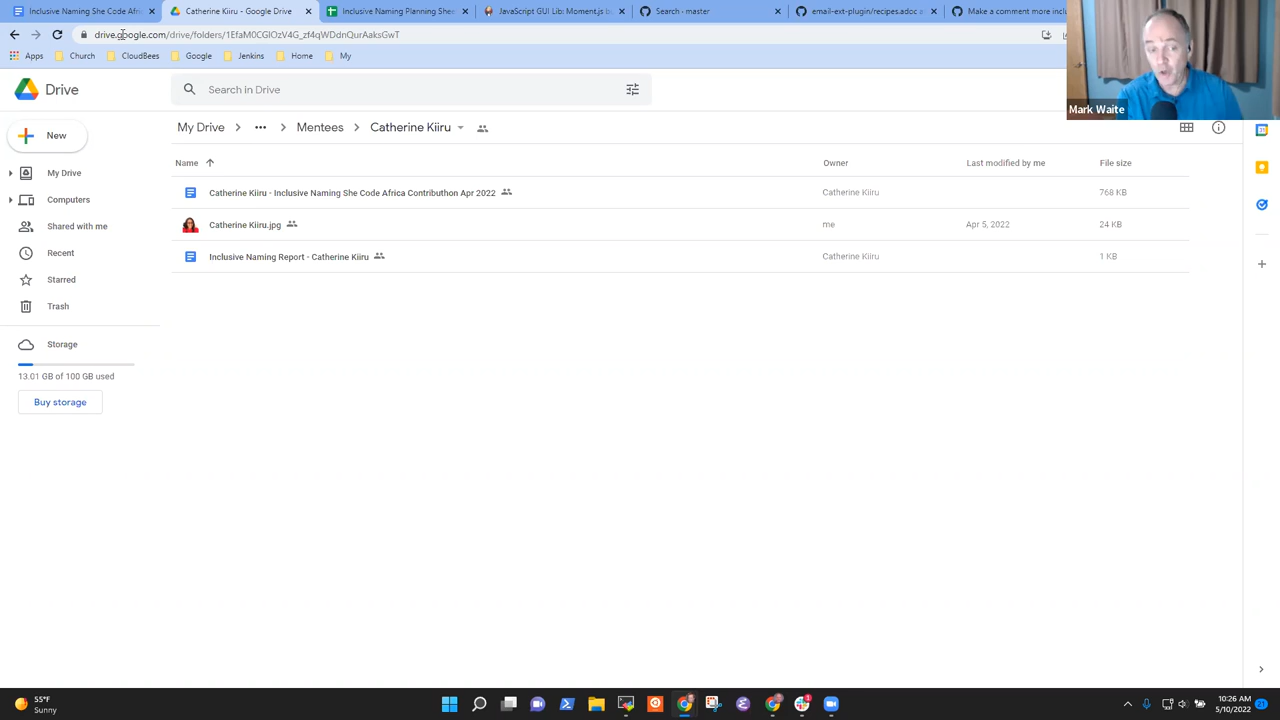 Inclusive Naming She Code Afric
Catherine Kiiru - Google Drive
Inclusive Naming Planning Sheet
JavaScript GUI Lib: Moment.js b
Search · master
email-ext-plugin/recipes.adoc a
Make a comment more incl
drive.google.com/drive/folders/1EfaM0CGIOzV4G_zf4qWDdnQurAaksGwT
Apps
Church
CloudBees
Google
Jenkins
Home
My
Mark Waite
Drive
Search in Drive
New
My Drive
•••
Mentees
Catherine Kiiru
Name
Owner
Last modified by me
File size
My Drive
Computers
Shared with me
Recent
Starred
Trash
Storage
13.01 GB of 100 GB used
Buy storage
Catherine Kiiru - Inclusive Naming She Code Africa Contributhon Apr 2022
Catherine Kiiru
768 KB
Catherine Kiiru.jpg
me
Apr 5, 2022
24 KB
Inclusive Naming Report - Catherine Kiiru
Catherine Kiiru
1 KB
55°F
Sunny
10:26 AM
5/10/2022
21